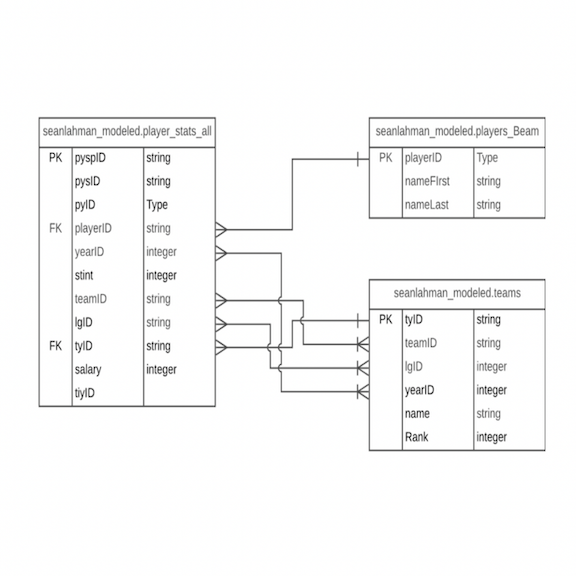 seanlahman_modeled.player_stats_all
PK pyspID string
pysID string
pyID Type
FK playerID string
yearID integer
stint integer
teamID string
lgID string
FK tyID string
salary integer
tiyID
seanlahman_modeled.players_Beam
PK playerID Type
nameFIrst string
nameLast string
seanlahman_modeled.teams
PK tyID string
teamID string
lgID integer
yearID integer
name string
Rank integer